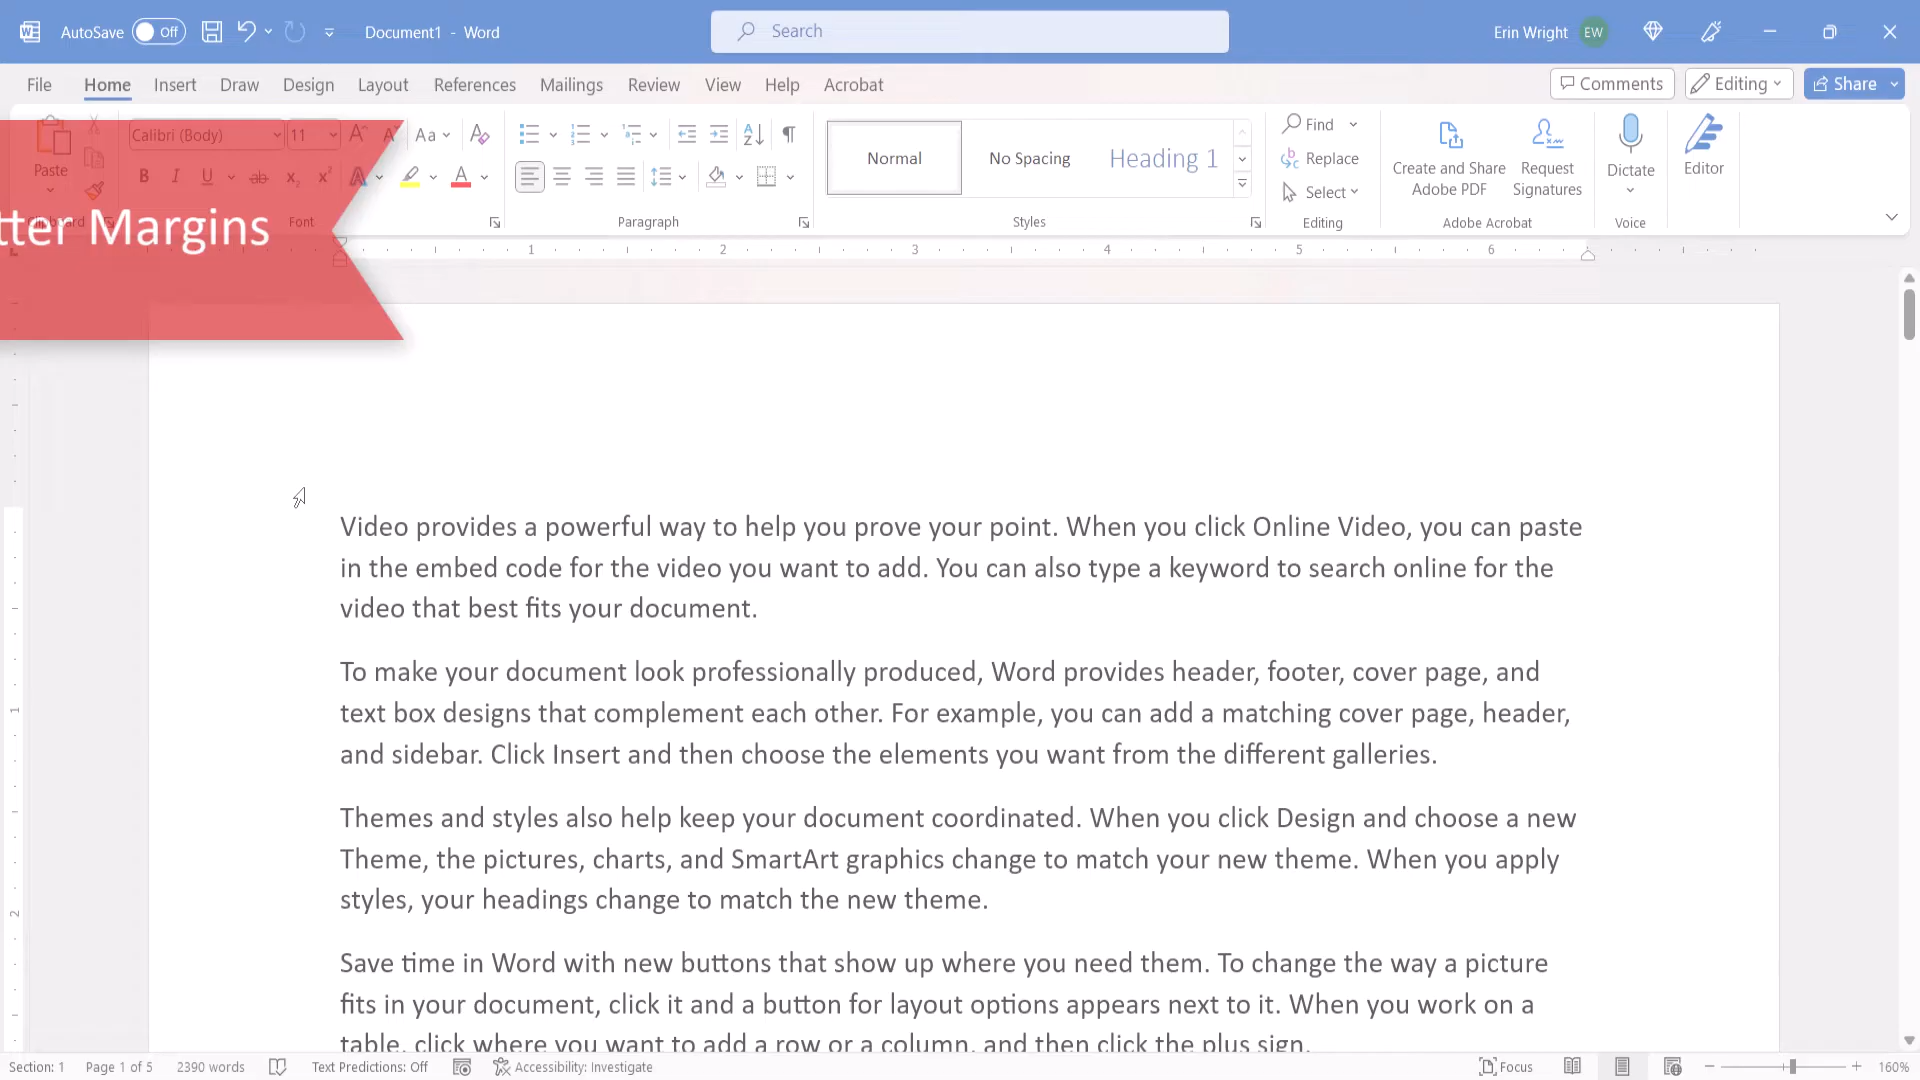 AutoSave Off Document1 - Word Search Erin Wright EW
File Home Insert Draw Design Layout References Mailings Review View Help Acrobat Comments Editing Share
Paste
Calibri (Body) 11 Aa
B I U ab x₂ x² A A
Normal No Spacing Heading 1
Find
Replace
Select
Create and Share
Adobe PDF
Request
Signatures
Dictate
Editor
Font Paragraph Styles Editing Adobe Acrobat Voice
Margins
1 2 3 4 5 6
Video provides a powerful way to help you prove your point. When you click Online Video, you can paste
in the embed code for the video you want to add. You can also type a keyword to search online for the
video that best fits your document.
To make your document look professionally produced, Word provides header, footer, cover page, and
text box designs that complement each other. For example, you can add a matching cover page, header,
and sidebar. Click Insert and then choose the elements you want from the different galleries.
Themes and styles also help keep your document coordinated. When you click Design and choose a new
Theme, the pictures, charts, and SmartArt graphics change to match your new theme. When you apply
styles, your headings change to match the new theme.
Save time in Word with new buttons that show up where you need them. To change the way a picture
fits in your document, click it and a button for layout options appears next to it. When you work on a
table, click where you want to add a row or a column, and then click the plus sign.
1
2
Section: 1 Page 1 of 5 2390 words Text Predictions: Off Accessibility: Investigate Focus 160%